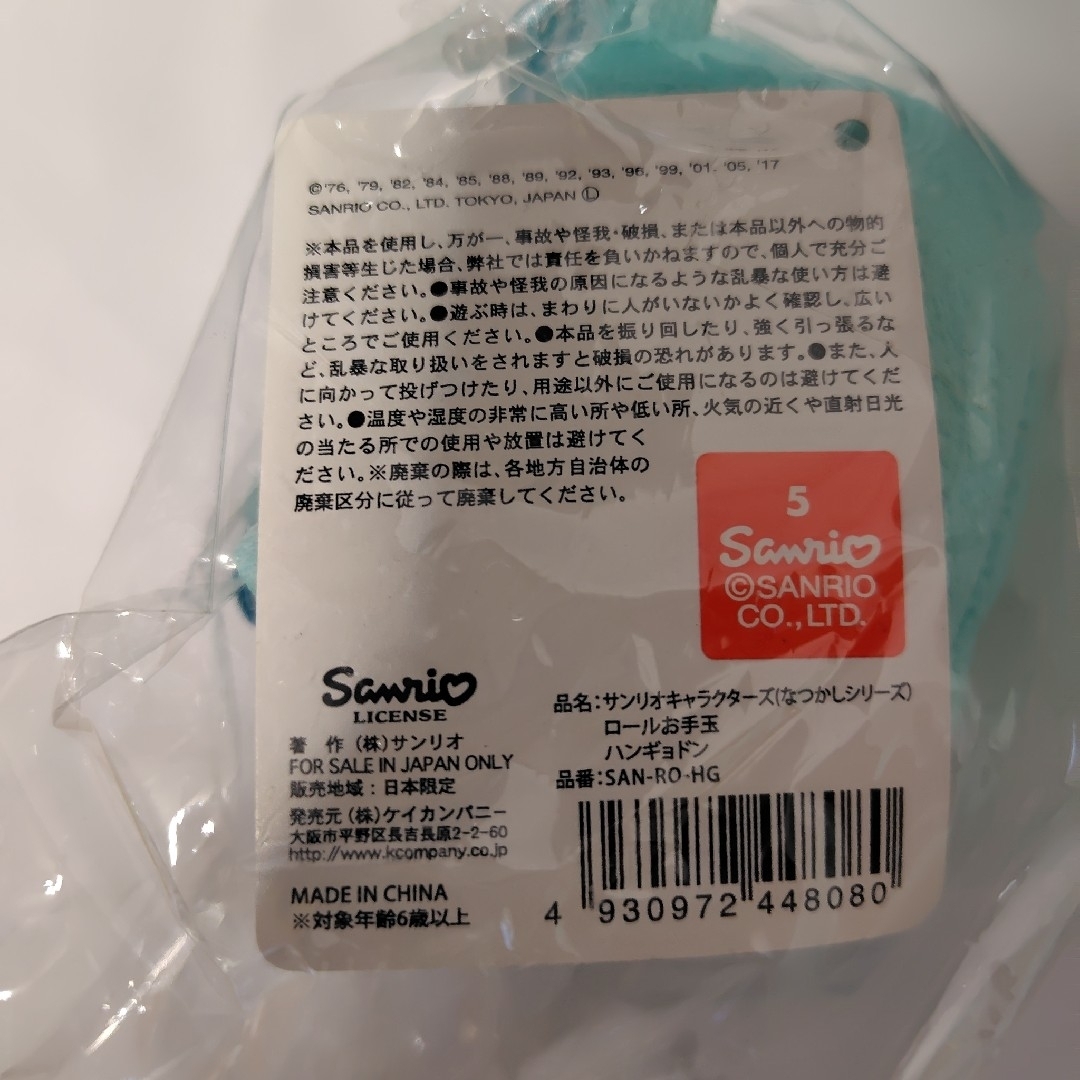 ©'76, '79, '82, '84, '85, '88, '89, '92, '93, '96, '99, '01. '05, '17
SANRIO CO., LTD. TOKYO, JAPAN Ⓛ
※本品を使用し、万が一、事故や怪我・破損、または本品以外への物的
損害等生じた場合、弊社では責任を負いかねますので、個人で充分ご
注意ください。●事故や怪我の原因になるような乱暴な使い方は避
けてください。●遊ぶ時は、まわりに人がいないかよく確認し、広い
ところでご使用ください。●本品を振り回したり、強く引っ張るな
ど、乱暴な取り扱いをされますと破損の恐れがあります。●また、人
に向かって投げつけたり、用途以外にご使用になるのは避けてくだ
さい。●温度や湿度の非常に高い所や低い所、火気の近くや直射日光
の当たる所での使用や放置は避けてく
ださい。※廃棄の際は、各地方自治体の
廃棄区分に従って廃棄してください。
5
Sanrio
©SANRIO
CO.,LTD.
Sanrio
LICENSE
著 作 (株)サンリオ
FOR SALE IN JAPAN ONLY
販売地域：日本限定
発売元 (株)ケイカンパニー
大阪市平野区長吉長原2-2-60
http://www.kcompany.co.jp
MADE IN CHINA
※対象年齢6歳以上
品名：サンリオキャラクターズ(なつかしシリーズ)
ロールお手玉
ハンギョドン
品番：SAN-RO-HG
4 930972 448080